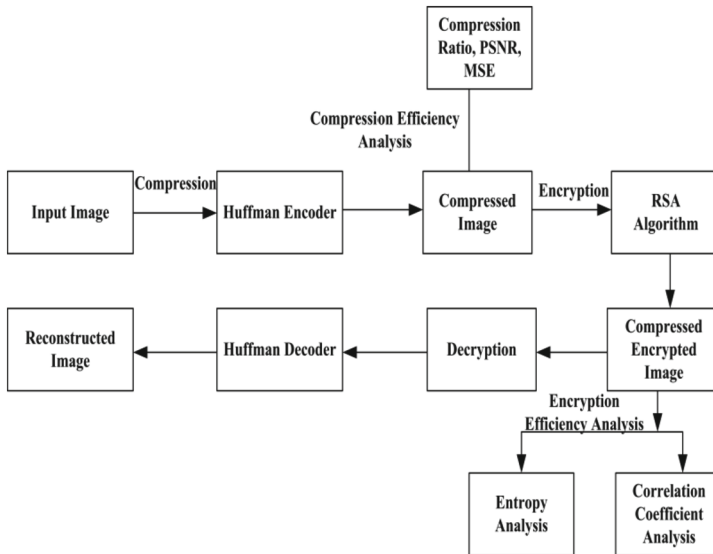 Compression
Ratio, PSNR,
MSE
Compression Efficiency
Analysis
Input Image
Compression
Huffman Encoder
Compressed
Image
Encryption
RSA
Algorithm
Reconstructed
Image
Huffman Decoder
Decryption
Compressed
Encrypted
Image
Encryption
Efficiency Analysis
Entropy
Analysis
Correlation
Coefficient
Analysis